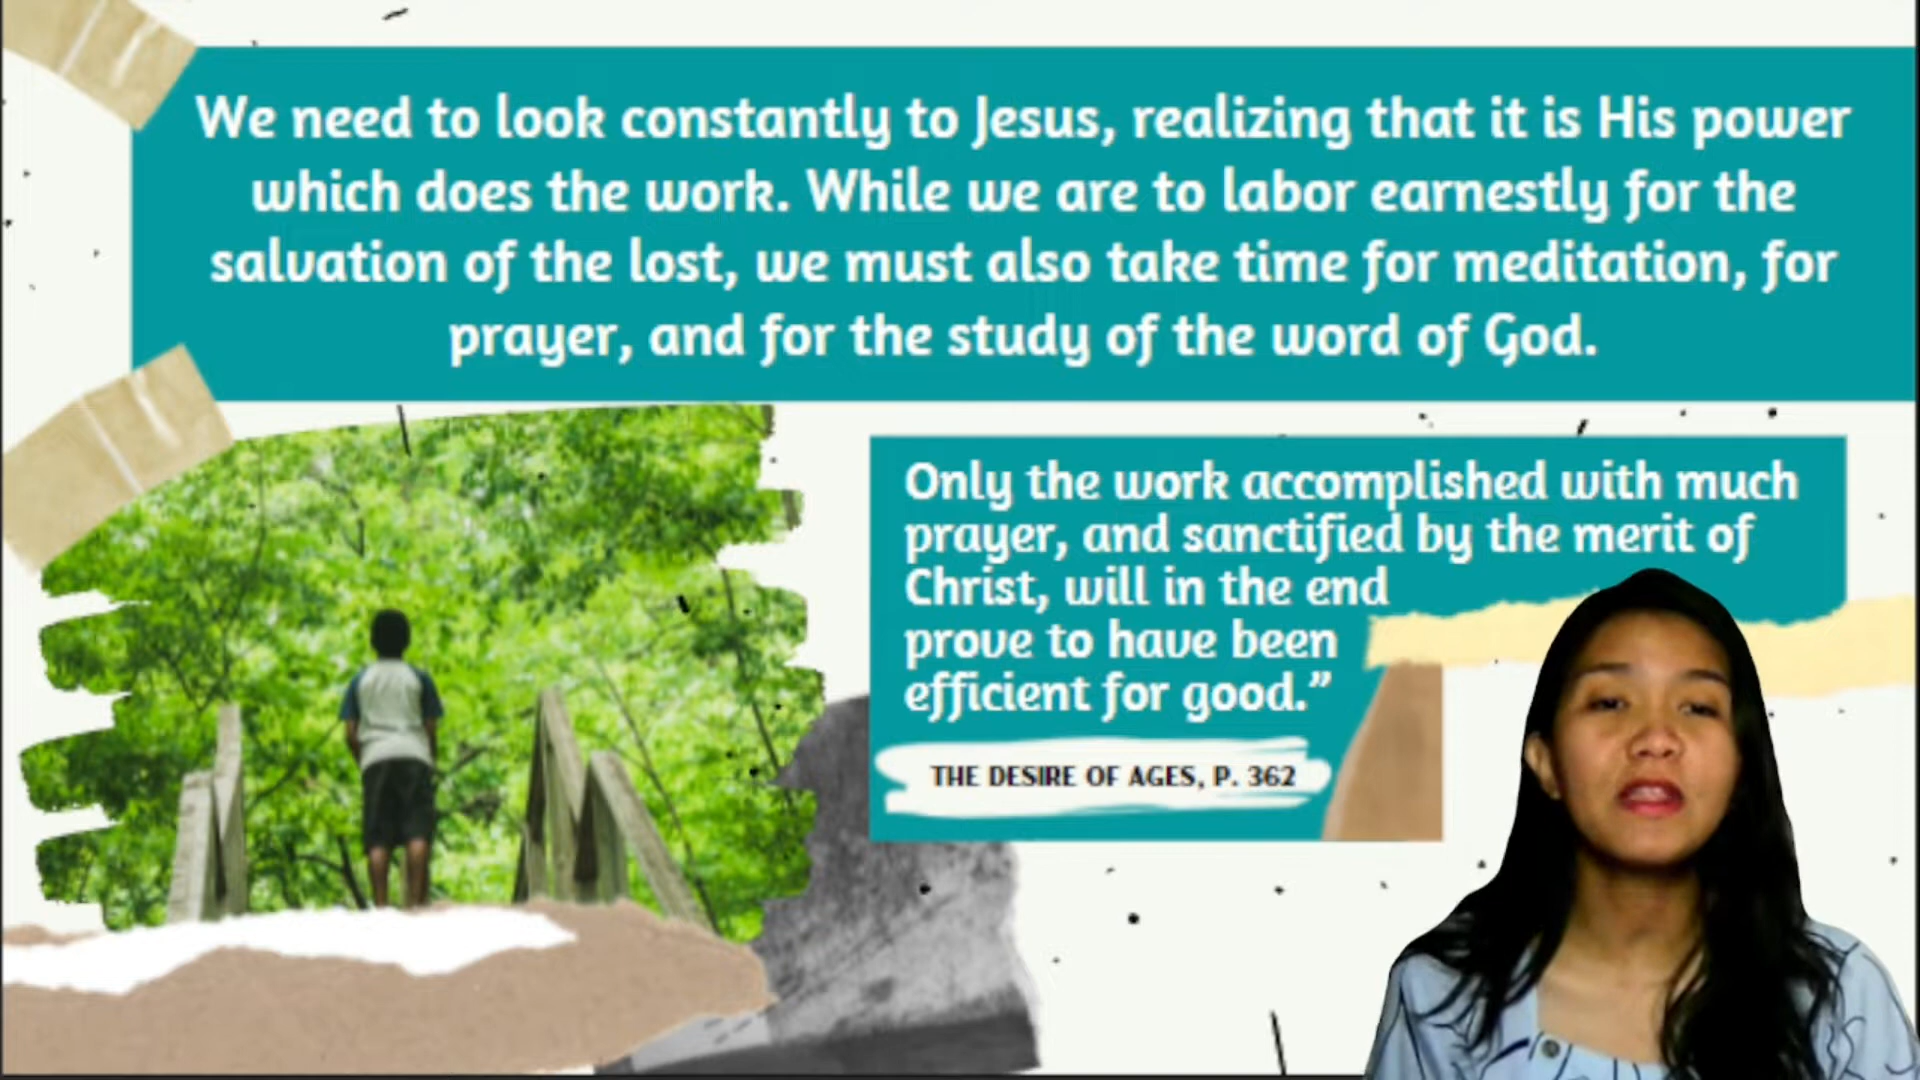 We need to look constantly to Jesus, realizing that it is His power
which does the work. While we are to labor earnestly for the
salvation of the lost, we must also take time for meditation, for
prayer, and for the study of the word of God.
Only the work accomplished with much
prayer, and sanctified by the merit of
Christ, will in the end
prove to have been
efficient for good.”
THE DESIRE OF AGES, P. 362